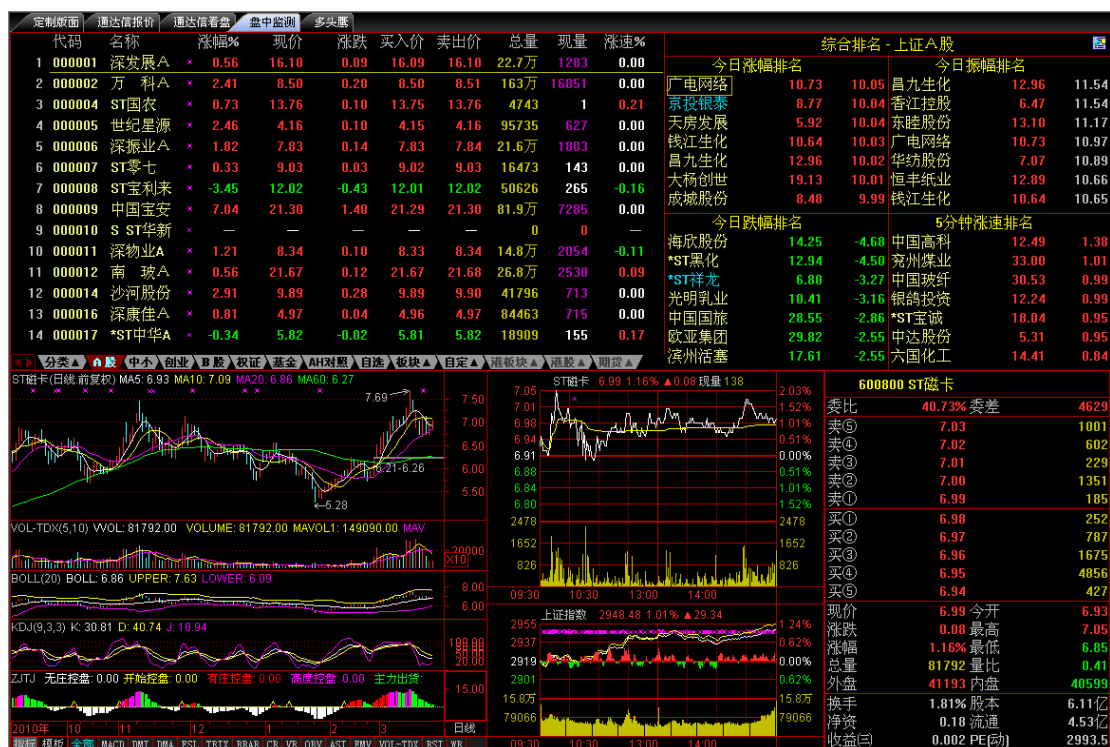 定制版面 通达信报价 通达信看盘 盘中监测 多头鹰
代码 名称 涨幅% 现价 涨跌 买入价 卖出价 总量 现量 涨速%
1 000001 深发展A × 0.56 16.10 0.09 16.09 16.10 22.7万 1203 0.00
2 000002 万 科A × 2.41 8.50 0.20 8.50 8.51 163万 16851 0.00
3 000004 ST国农 × 0.73 13.76 0.10 13.75 13.76 4743 1 0.21
4 000005 世纪星源 × 2.46 4.16 0.10 4.15 4.16 95735 627 0.00
5 000006 深振业A × 1.82 7.83 0.14 7.83 7.84 21.6万 1803 0.00
6 000007 ST零七 × 0.33 9.03 0.03 9.02 9.03 16473 143 0.00
7 000008 ST宝利来 × -3.45 12.02 -0.43 12.01 12.02 50626 265 -0.16
8 000009 中国宝安 × 7.04 21.30 1.40 21.29 21.30 81.9万 7285 0.00
9 000010 S ST华新 × — — — — — 0 0 —
10 000011 深物业A × 1.21 8.34 0.10 8.33 8.34 14.8万 2054 -0.11
11 000012 南 玻A × 0.56 21.67 0.12 21.67 21.68 26.8万 2530 0.09
12 000014 沙河股份 × 2.91 9.89 0.28 9.89 9.90 41796 713 0.00
13 000016 深康佳A × 0.81 4.97 0.04 4.96 4.97 84463 715 0.00
14 000017 *ST中华A × -0.34 5.82 -0.02 5.81 5.82 18909 155 0.17
分类▲ A股 中小 创业 B股 权证 基金 AH对照 自选 板块▲ 自定▲ 港板块▲ 港股▲ 期货▲
综合排名 - 上证A股
今日涨幅排名 今日振幅排名
广电网络 10.73 10.05 昌九生化 12.96 11.54
京投银泰 8.77 10.04 香江控股 6.47 11.54
天房发展 5.92 10.04 东睦股份 13.10 11.17
钱江生化 10.64 10.03 广电网络 10.73 10.97
昌九生化 12.96 10.02 华纺股份 7.07 10.89
大杨创世 19.13 10.01 恒丰纸业 12.89 10.66
成城股份 8.48 9.99 钱江生化 10.64 10.65
今日跌幅排名 5分钟涨速排名
海欣股份 14.25 -4.68 中国高科 12.49 1.38
*ST黑化 12.94 -4.50 兖州煤业 33.00 1.01
*ST祥龙 6.80 -3.27 中国玻纤 30.53 0.99
光明乳业 10.41 -3.16 银鸽投资 12.24 0.99
中国国旅 28.55 -2.86 *ST宝诚 18.04 0.95
欧亚集团 29.82 -2.55 中达股份 5.31 0.95
滨州活塞 17.61 -2.55 六国化工 14.41 0.84
ST磁卡(日线.前复权) MA5: 6.93 MA10: 7.09 MA20: 6.86 MA60: 6.27
7.69→
7.50
7.00
6.50
6.00
5.50
6.21-6.26
←5.28
VOL-TDX(5,10) VVOL: 81792.00 VOLUME: 81792.00 MAVOL1: 149090.00 MAV
20000
X10
BOLL(20) BOLL: 6.86 UPPER: 7.63 LOWER: 6.09
8.00
6.00
KDJ(9,3,3) K: 30.81 D: 40.74 J: 10.94
100.00
20.00
ZJTJ 无庄控盘: 0.00 开始控盘: 0.00 有庄控盘: 0.00 高度控盘: 0.00 主力出货:
15.00
2010年 10 11 12 1 2 3 日线
指标 模板 全部 MACD DMI DMA FSL TRIX BRAR CR VR OBV ASI EMV VOL-TDX RSI WR
ST磁卡 6.99 1.16% ▲0.08 现量 138
7.05 2.03%
7.01 1.52%
6.98 1.01%
6.94 0.51%
6.91 0.00%
6.88 0.51%
6.84 1.01%
6.80 1.52%
2478 2478
1652 1652
826 826
09:30 10:30 13:00 14:00
上证指数 2948.48 1.01% ▲29.34
2955 1.24%
2937 0.62%
2919 0.00%
2901 0.62%
15.8万 15.8万
79066 79066
09:30 10:30 13:00 14:00
600800 ST磁卡
委比 40.73% 委差 4629
卖⑤ 7.03 1001
卖④ 7.02 602
卖③ 7.01 229
卖② 7.00 1351
卖① 6.99 185
买① 6.98 252
买② 6.97 787
买③ 6.96 1675
买④ 6.95 4856
买⑤ 6.94 427
现价 6.99 今开 6.93
涨跌 0.08 最高 7.05
涨幅 1.16% 最低 6.85
总量 81792 量比 0.41
外盘 41193 内盘 40599
换手 1.81% 股本 6.11亿
净资 0.18 流通 4.53亿
收益㈢ 0.002 PE(动) 2993.5